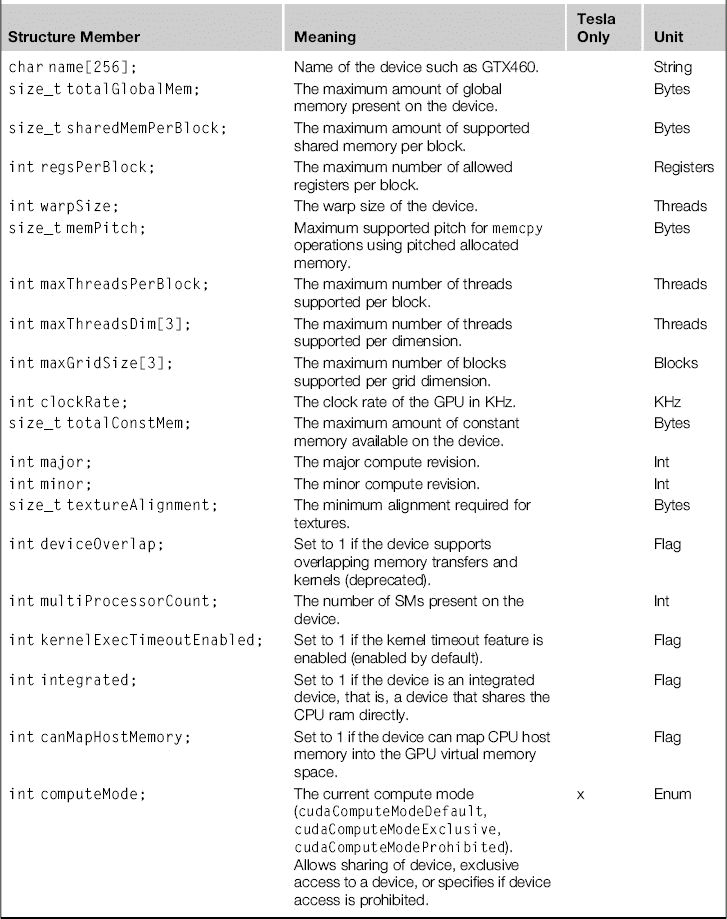 Structure Member Meaning Tesla Only Unit
char name[256]; Name of the device such as GTX460. String
size_t totalGlobalMem; The maximum amount of global Bytes
memory present on the device.
size_t sharedMemPerBlock; The maximum amount of supported Bytes
shared memory per block.
int regsPerBlock; The maximum number of allowed Registers
registers per block.
int warpSize; The warp size of the device. Threads
size_t memPitch; Maximum supported pitch for memcpy Bytes
operations using pitched allocated
memory.
int maxThreadsPerBlock; The maximum number of threads Threads
supported per block.
int maxThreadsDim[3]; The maximum number of threads Threads
supported per dimension.
int maxGridSize[3]; The maximum number of blocks Blocks
supported per grid dimension.
int clockRate; The clock rate of the GPU in KHz. KHz
size_t totalConstMem; The maximum amount of constant Bytes
memory available on the device.
int major; The major compute revision. Int
int minor; The minor compute revision. Int
size_t textureAlignment; The minimum alignment required for Bytes
textures.
int deviceOverlap; Set to 1 if the device supports Flag
overlapping memory transfers and
kernels (deprecated).
int multiProcessorCount; The number of SMs present on the Int
device.
int kernelExecTimeoutEnabled; Set to 1 if the kernel timeout feature is Flag
enabled (enabled by default).
int integrated; Set to 1 if the device is an integrated Flag
device, that is, a device that shares the
CPU ram directly.
int canMapHostMemory; Set to 1 if the device can map CPU host Flag
memory into the GPU virtual memory
space.
int computeMode; The current compute mode x Enum
(cudaComputeModeDefault,
cudaComputeModeExclusive,
cudaComputeModeProhibited).
Allows sharing of device, exclusive
access to a device, or specifies if device
access is prohibited.